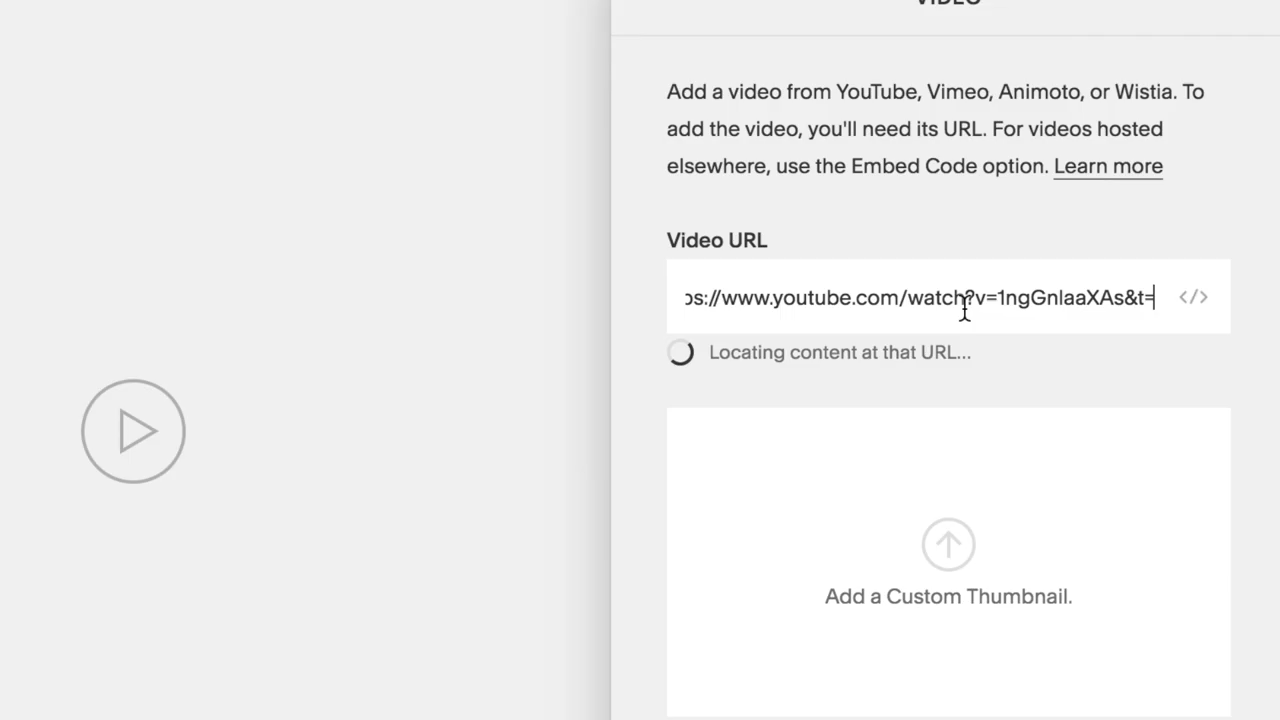 VIDEO
Add a video from YouTube, Vimeo, Animoto, or Wistia. To
add the video, you'll need its URL. For videos hosted
elsewhere, use the Embed Code option. Learn more
Video URL
ps://www.youtube.com/watch?v=1ngGnlaaXAs&t=
</>
Locating content at that URL...
Add a Custom Thumbnail.